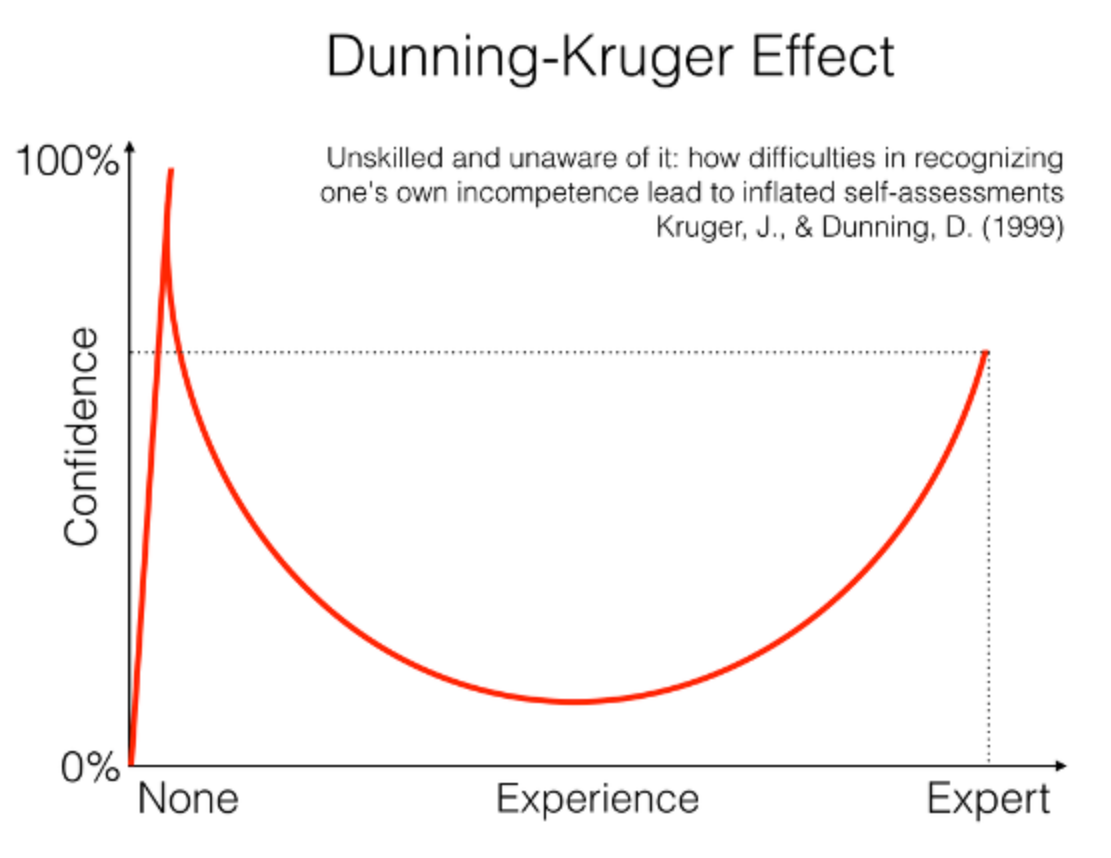 Dunning-Kruger Effect
100%
Unskilled and unaware of it: how difficulties in recognizing
one's own incompetence lead to inflated self-assessments
Kruger, J., & Dunning, D. (1999)
Confidence
0%
None
Experience
Expert